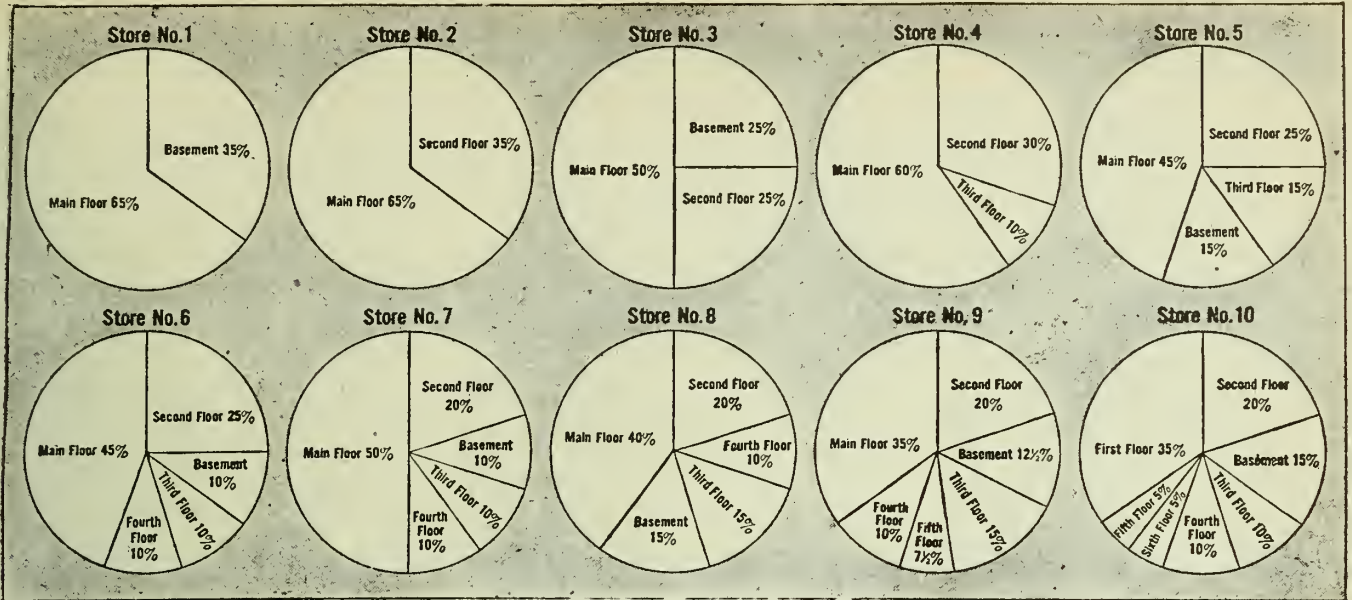 Store No. 1
Basement 35%
Main Floor 65%
Store No. 2
Second Floor 35%
Main Floor 65%
Store No. 3
Basement 25%
Main Floor 50%
Second Floor 25%
Store No. 4
Second Floor 30%
Main Floor 60%
Third Floor 10%
Store No. 5
Second Floor 25%
Main Floor 45%
Third Floor 15%
Basement
15%
Store No. 6
Second Floor 25%
Main Floor 45%
Basement
10%
Third Floor 10%
Fourth
Floor
10%
Store No. 7
Second Floor
20%
Main Floor 50%
Basement
10%
Third Floor 10%
Fourth
Floor
10%
Store No. 8
Second Floor
20%
Main Floor 40%
Fourth Floor
10%
Third Floor 15%
Basement
15%
Store No. 9
Second Floor
20%
Main Floor 35%
Basement 12½%
Third Floor 15%
Fourth
Floor
10%
Fifth
Floor
7½%
Store No. 10
Second Floor
20%
First Floor 35%
Basement 15%
Third Floor 10%
Fifth Floor 5%
Sixth Floor 5%
Fourth
Floor
10%